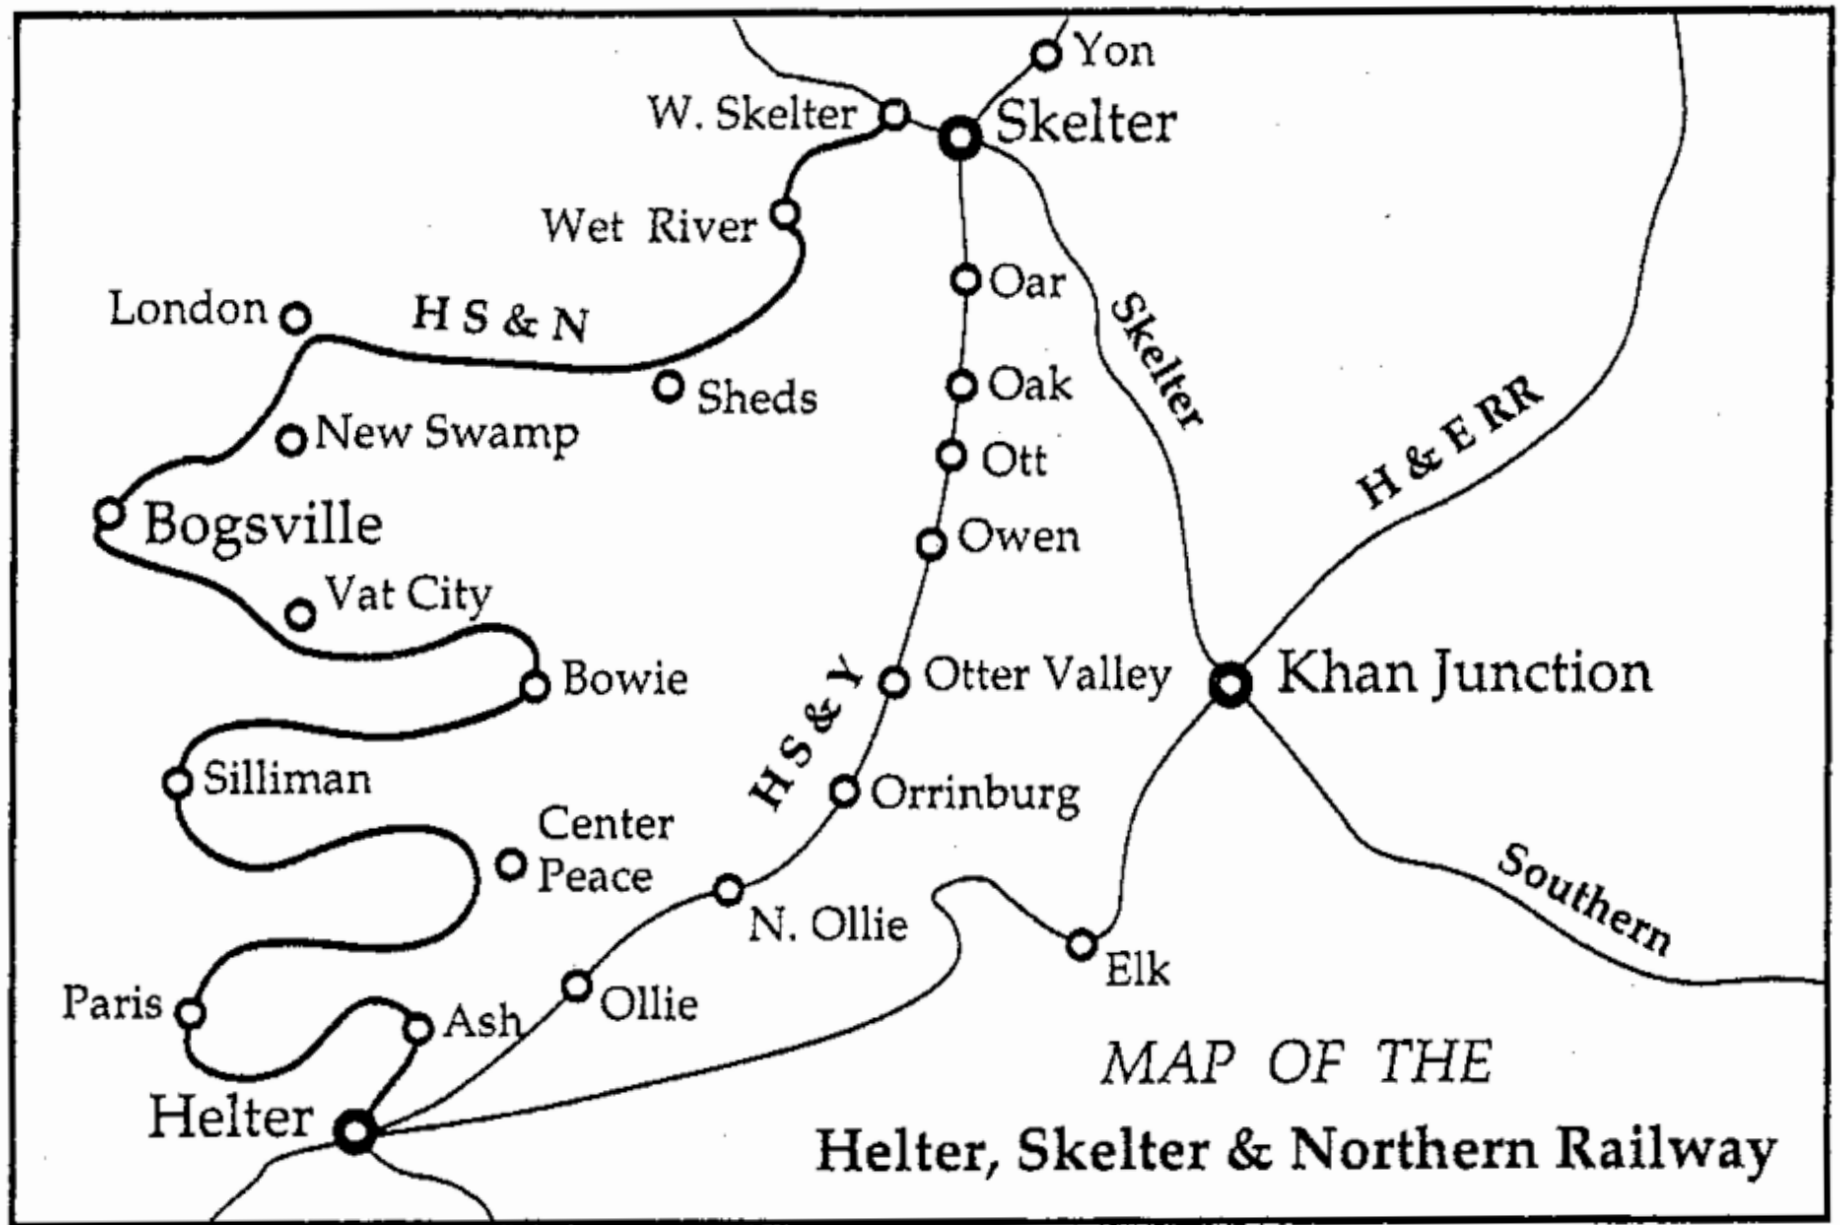 Yon
W. Skelter
Skelter
Wet River
Oar
London
H S & N
Skelter
Oak
Sheds
H & E RR
New Swamp
Ott
Bogsville
Owen
Vat City
Khan Junction
Bowie
Otter Valley
H S & Y
Silliman
Orrinburg
Center
Peace
Southern
N. Ollie
Elk
Paris
Ash
Ollie
MAP OF THE
Helter
Helter, Skelter & Northern Railway